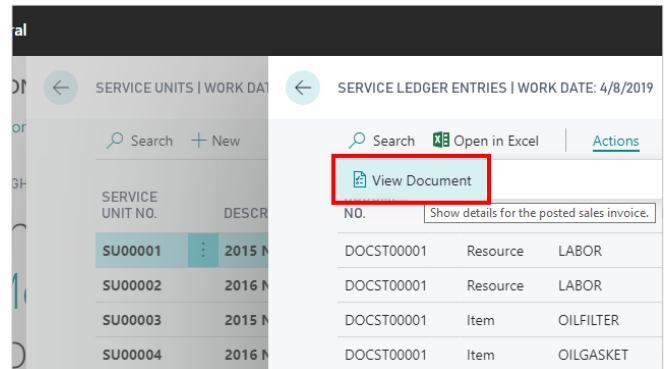 al
SERVICE UNITS | WORK DAT
SERVICE LEDGER ENTRIES | WORK DATE: 4/8/2019
or
Search + New
Search Open in Excel Actions
View Document
SERVICE
UNIT NO. DESCR
NO. Show details for the posted sales invoice.
SU00001 2015 N
DOCST00001 Resource LABOR
SU00002 2016 N
DOCST00001 Resource LABOR
SU00003 2015 N
DOCST00001 Item OILFILTER
SU00004 2016 N
DOCST00001 Item OILGASKET